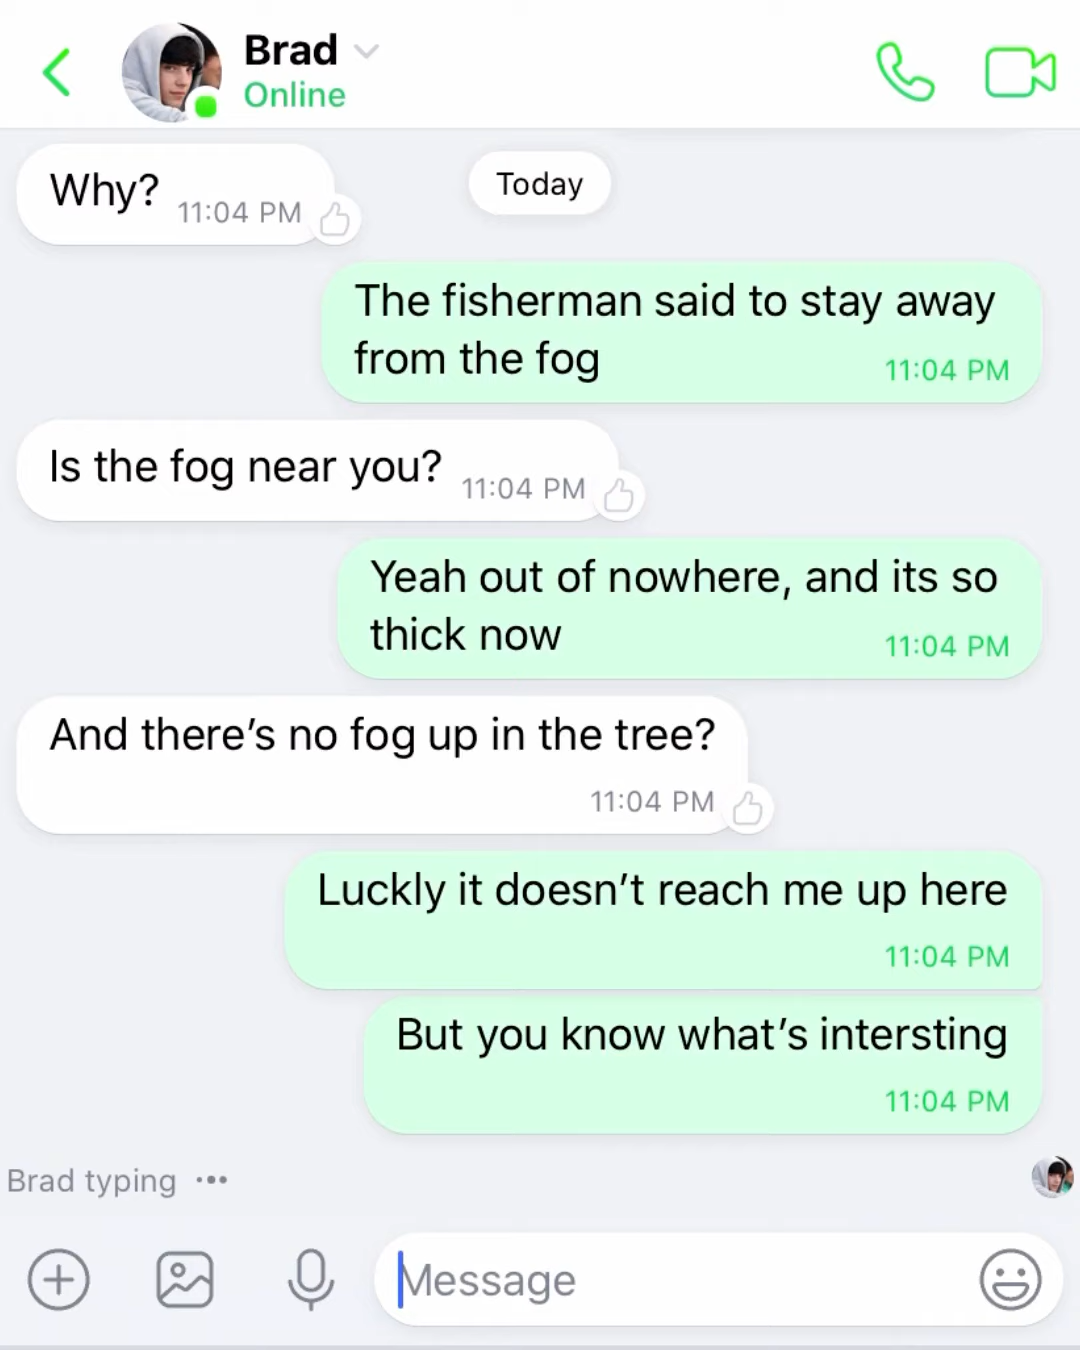 Brad
Online
Today
Why?
11:04 PM
The fisherman said to stay away
from the fog
11:04 PM
Is the fog near you?
11:04 PM
Yeah out of nowhere, and its so
thick now
11:04 PM
And there’s no fog up in the tree?
11:04 PM
Luckly it doesn’t reach me up here
11:04 PM
But you know what’s intersting
11:04 PM
Brad typing
Message